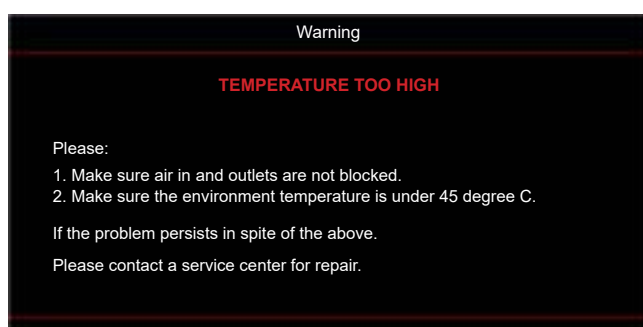 Warning
TEMPERATURE TOO HIGH
Please:
1. Make sure air in and outlets are not blocked.
2. Make sure the environment temperature is under 45 degree C.
If the problem persists in spite of the above.
Please contact a service center for repair.